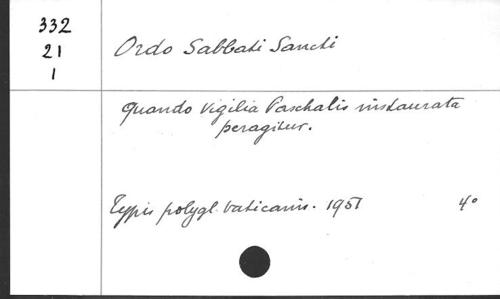 332
21
1
Ordo Sabbati Sancti
quando Vigilia Paschalis instaurata
peragitur.
Typis polygl. vaticanis. 1951
4°